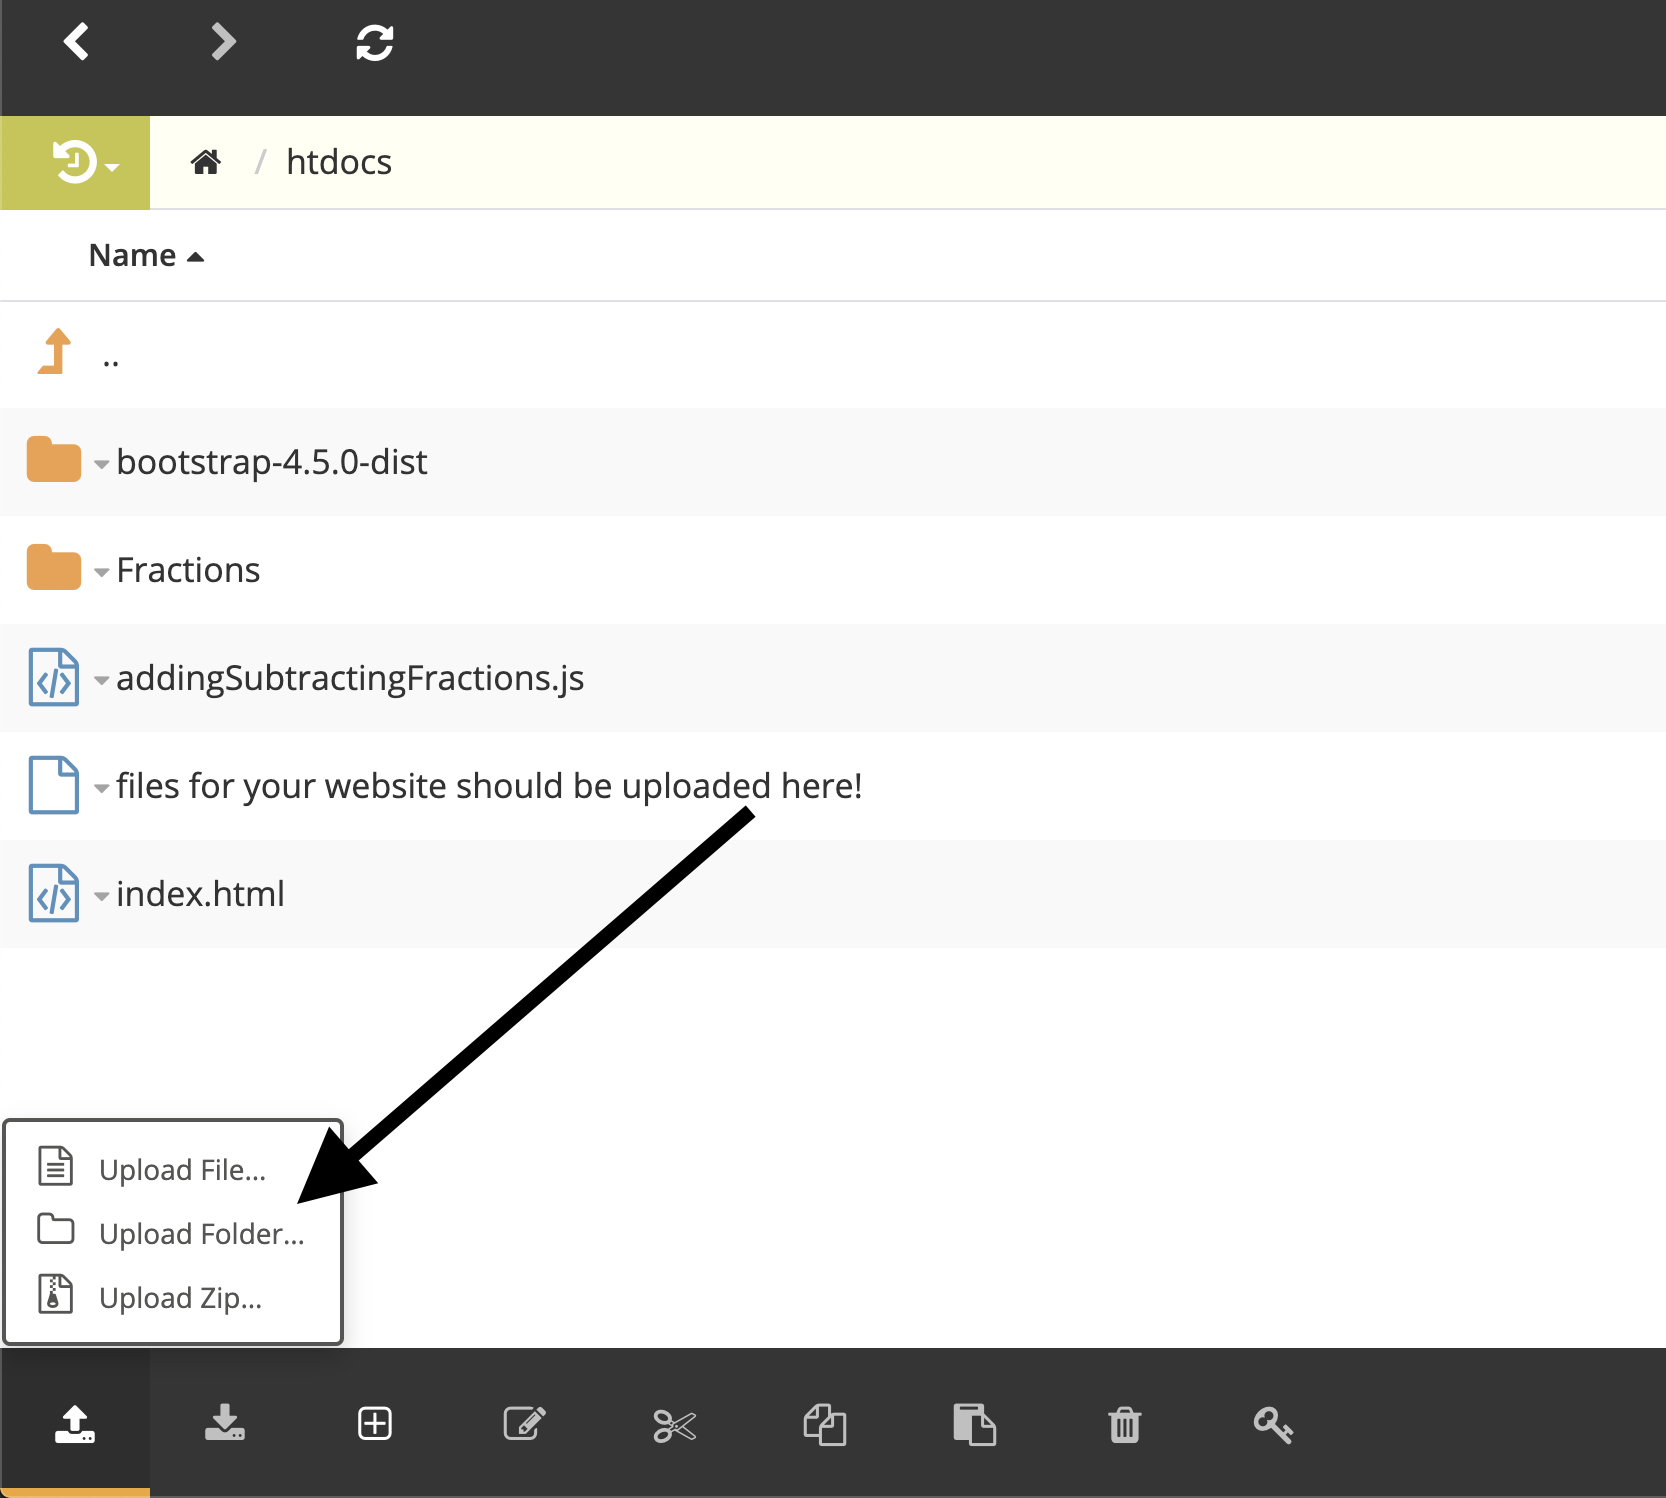 / htdocs
Name
..
bootstrap-4.5.0-dist
Fractions
addingSubtractingFractions.js
files for your website should be uploaded here!
index.html
Upload File...
Upload Folder...
Upload Zip...